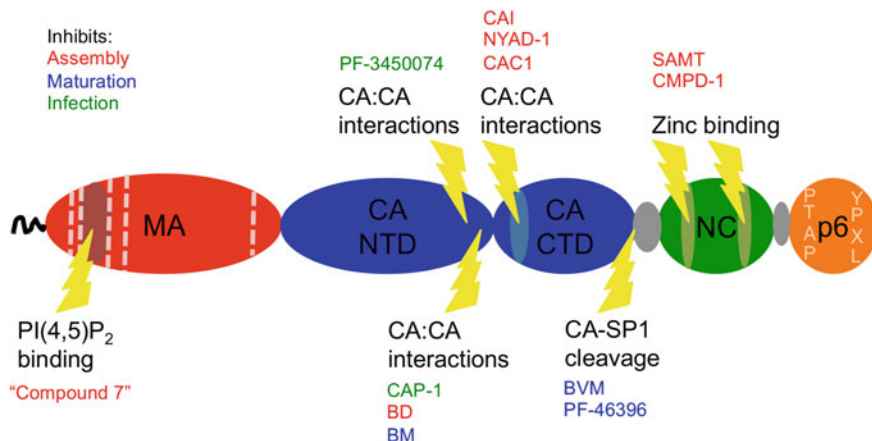 Inhibits:
Assembly
Maturation
Infection
PF-3450074
CA:CA
interactions
CAI
NYAD-1
CAC1
CA:CA
interactions
SAMT
CMPD-1
Zinc binding
MA
CA
NTD
CA
CTD
NC
PTAP
p6
YPXL
PI(4,5)P₂
binding
"Compound 7"
CA:CA
interactions
CAP-1
BD
BM
CA-SP1
cleavage
BVM
PF-46396